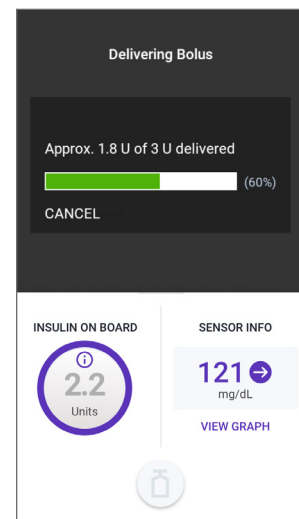 Delivering Bolus
Approx. 1.8 U of 3 U delivered
(60%)
CANCEL
INSULIN ON BOARD
2.2
Units
SENSOR INFO
121
mg/dL
VIEW GRAPH